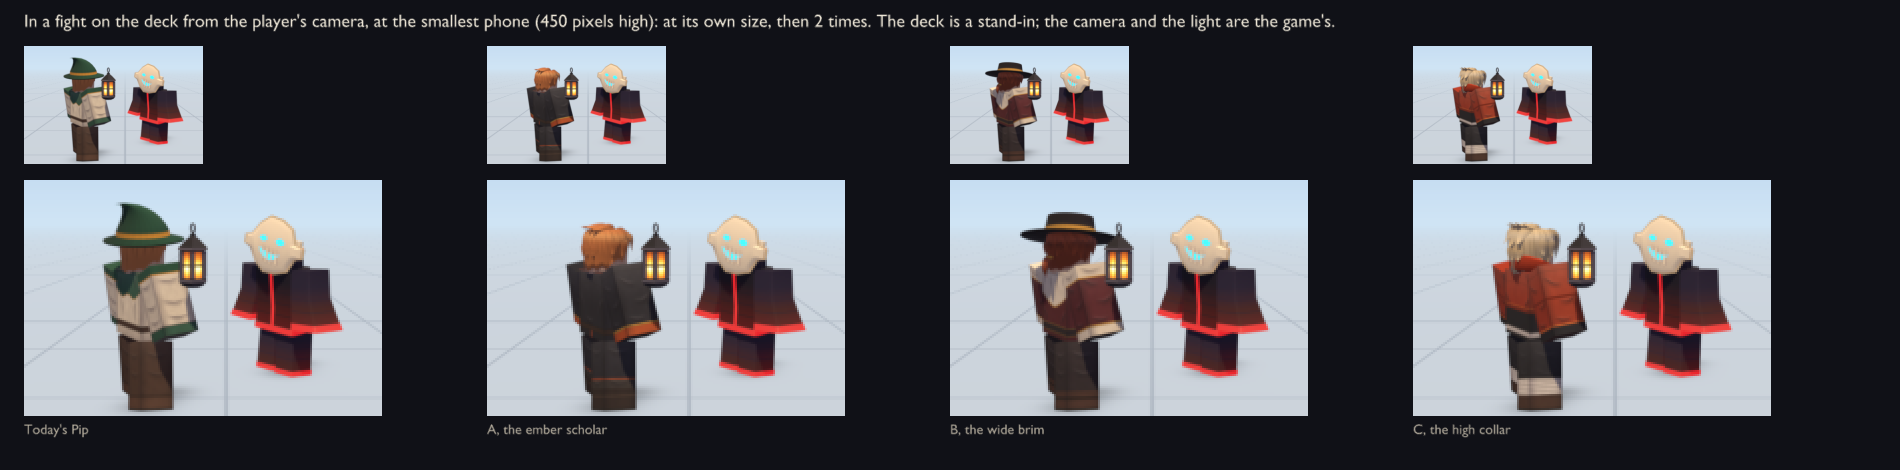 In a fight on the deck from the player's camera, at the smallest phone (450 pixels high): at its own size, then 2 times. The deck is a stand-in; the camera and the light are the game's.
Today's Pip
A, the ember scholar
B, the wide brim
C, the high collar